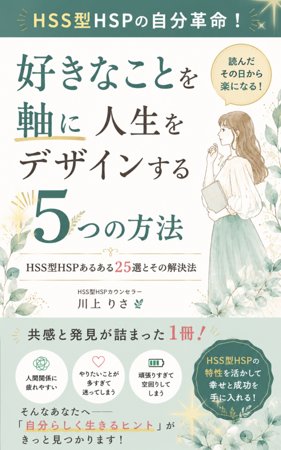 HSS型HSPの自分革命！
読んだ
その日から
楽になる！
好きなことを
軸に 人生を
デザインする
5つの方法
HSS型HSPあるある25選とその解決法
HSS型HSPカウンセラー
川上 りさ
共感と発見が詰まった1冊！
人間関係に
疲れやすい
やりたいことが
多すぎて
迷ってしまう
頑張りすぎて
空回りして
しまう
HSS型HSPの
特性を活かして
幸せと成功を
手に入れる！
そんなあなたへ──
「自分らしく生きるヒント」が
きっと見つかります！